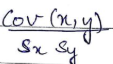 Cov (x, y)
Sx Sy